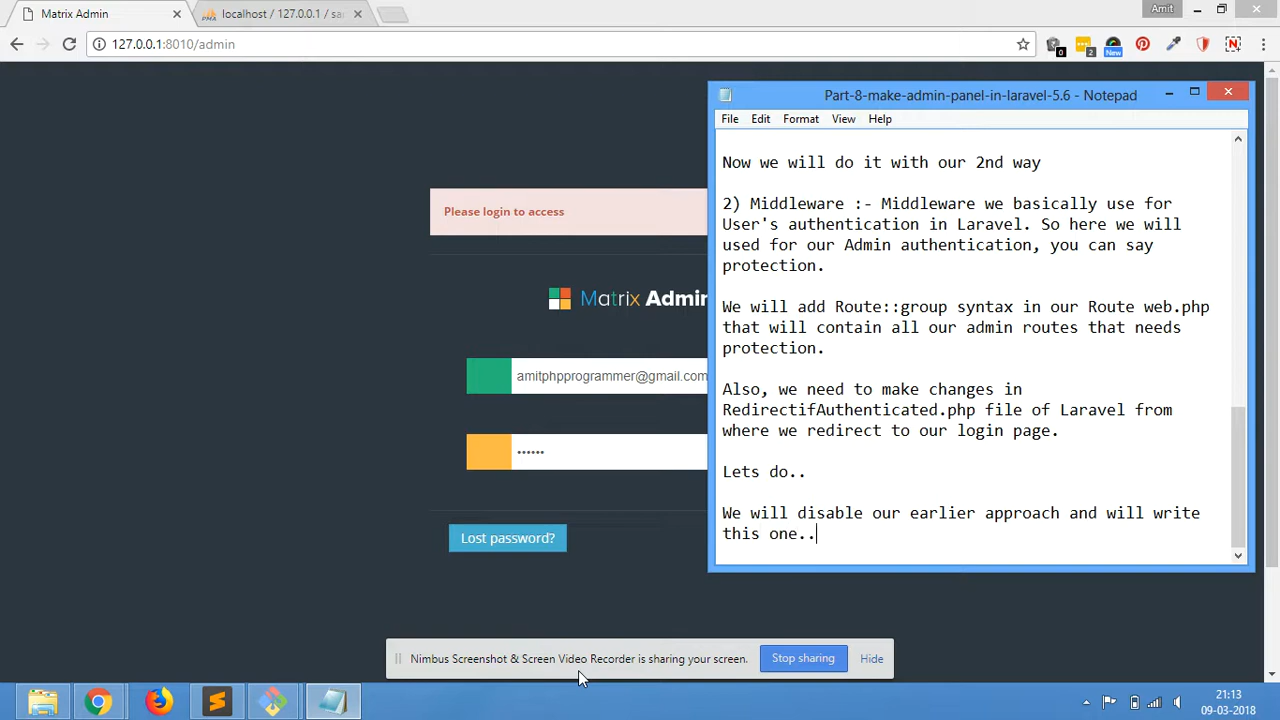 Matrix Admin
localhost / 127.0.0.1 / sar
Amit
127.0.0.1:8010/admin
0
2
New
Part-8-make-admin-panel-in-laravel-5.6 - Notepad
File Edit Format View Help
Now we will do it with our 2nd way
2) Middleware :- Middleware we basically use for
User's authentication in Laravel. So here we will
used for our Admin authentication, you can say
protection.
We will add Route::group syntax in our Route web.php
that will contain all our admin routes that needs
protection.
Also, we need to make changes in
RedirectifAuthenticated.php file of Laravel from
where we redirect to our login page.
Lets do..
We will disable our earlier approach and will write
this one..
Please login to access
Matrix Admin
amitphpprogrammer@gmail.com
••••••
Lost password?
Nimbus Screenshot & Screen Video Recorder is sharing your screen.
Stop sharing
Hide
21:13
09-03-2018